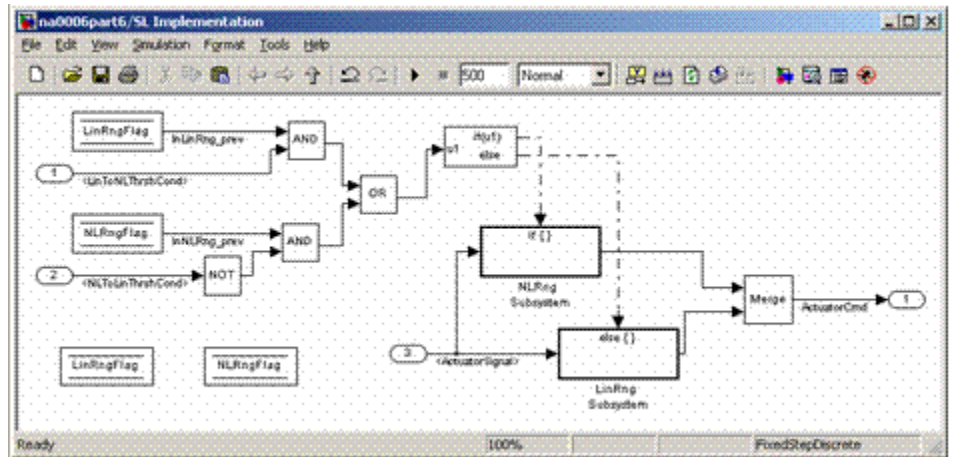 na0006part6/SL Implementation
File Edit View Simulation Format Tools Help
500 Normal
LinRngFlag
InLinRng_prev
AND
1
<LinToNLThrshCond>
if(u1)
u1
else
OR
NLRngFlag
InNLRng_prev
AND
2
<NLToLinThrshCond>
NOT
if { }
NLRng
Subsystem
Merge
ActuatorCmd
1
3
<ActuatorSignal>
else { }
LinRng
Subsystem
LinRngFlag
NLRngFlag
Ready
100%
FixedStepDiscrete